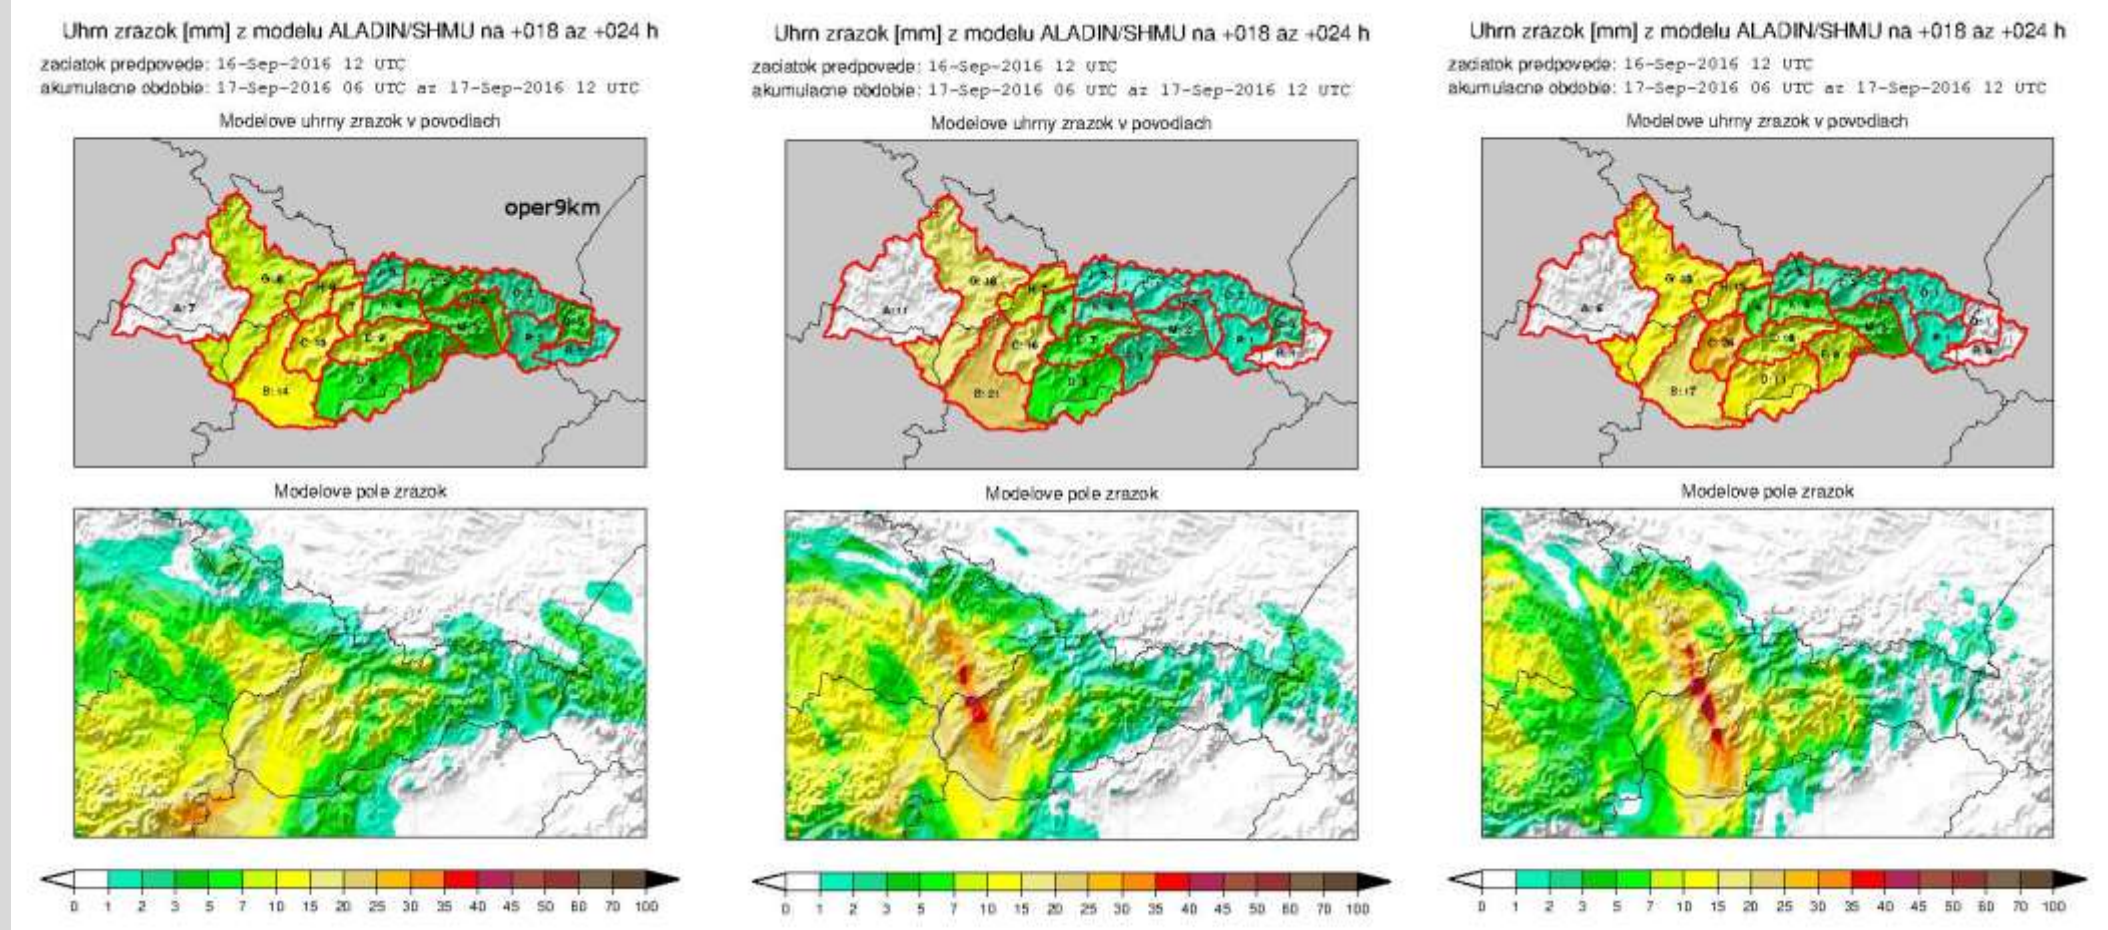 Uhrn zrazok [mm] z modelu ALADIN/SHMU na +018 az +024 h
zaciatok predpovede: 16-Sep-2016 12 UTC
akumulacne obdobie: 17-Sep-2016 06 UTC az 17-Sep-2016 12 UTC
Modelove uhrny zrazok v povodiach
oper9km
A: 7
B: 14
Modelove pole zrazok
0 1 2 3 5 7 10 15 20 25 30 35 40 45 50 60 70 100
Uhrn zrazok [mm] z modelu ALADIN/SHMU na +018 az +024 h
zaciatok predpovede: 16-Sep-2016 12 UTC
akumulacne obdobie: 17-Sep-2016 06 UTC az 17-Sep-2016 12 UTC
Modelove uhrny zrazok v povodiach
A: 11
C: 16
B: 21
Modelove pole zrazok
0 1 2 3 5 7 10 15 20 25 30 35 40 45 50 60 70 100
Uhrn zrazok [mm] z modelu ALADIN/SHMU na +018 az +024 h
zaciatok predpovede: 16-Sep-2016 12 UTC
akumulacne obdobie: 17-Sep-2016 06 UTC az 17-Sep-2016 12 UTC
Modelove uhrny zrazok v povodiach
A: 6
D: 11
B: 17
Modelove pole zrazok
0 1 2 3 5 7 10 15 20 25 30 35 40 45 50 60 70 100